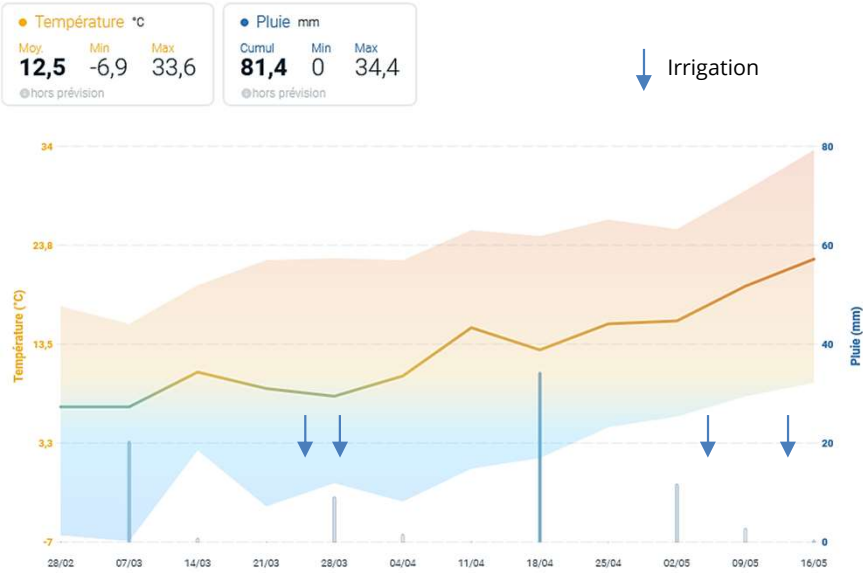 Température °C
Moy. Min Max
12,5 -6,9 33,6
hors prévision
Pluie mm
Cumul Min Max
81,4 0 34,4
hors prévision
Irrigation
34
23,8
13,5
3,3
-7
Température (°C)
80
60
40
20
0
Pluie (mm)
28/02 07/03 14/03 21/03 28/03 04/04 11/04 18/04 25/04 02/05 09/05 16/05